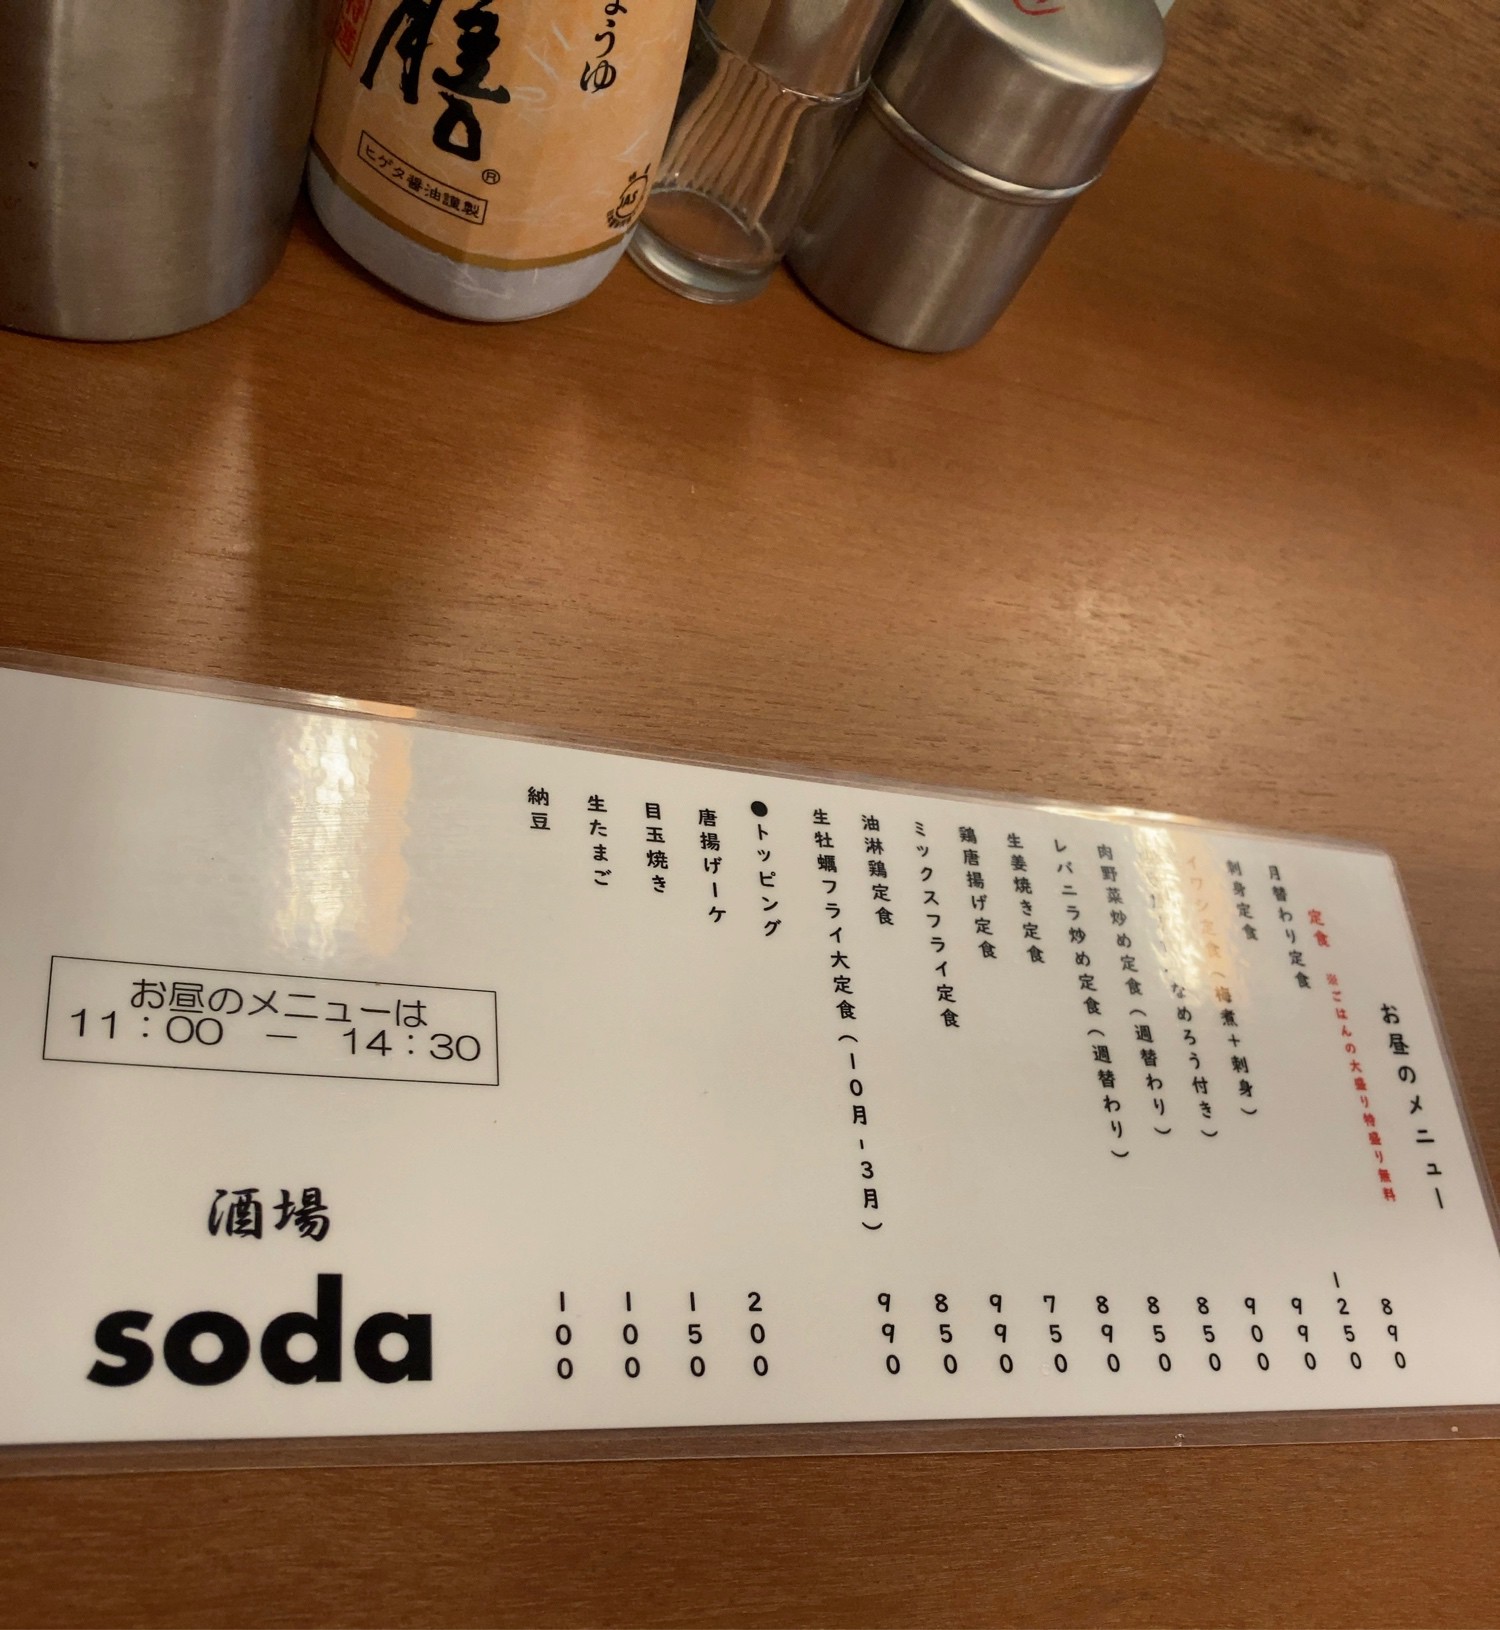 ょうゆ
膳
®
ヒゲタ醤油謹製
JAS
お昼のメニュー
定食 ※ごはんの大盛り特盛り無料
月替わり定食 890
刺身定食 1250
イワシ定食（梅煮＋刺身） 990
なめろう付き） 900
肉野菜炒め定食（週替わり） 850
レバニラ炒め定食（週替わり） 850
生姜焼き定食 890
鶏唐揚げ定食 750
ミックスフライ定食 990
油淋鶏定食 850
生牡蠣フライ大定食（10月-3月） 990
●トッピング
唐揚げ一ケ 200
目玉焼き 150
生たまご 100
納豆 100
お昼のメニューは
11：00 － 14：30
酒場
soda